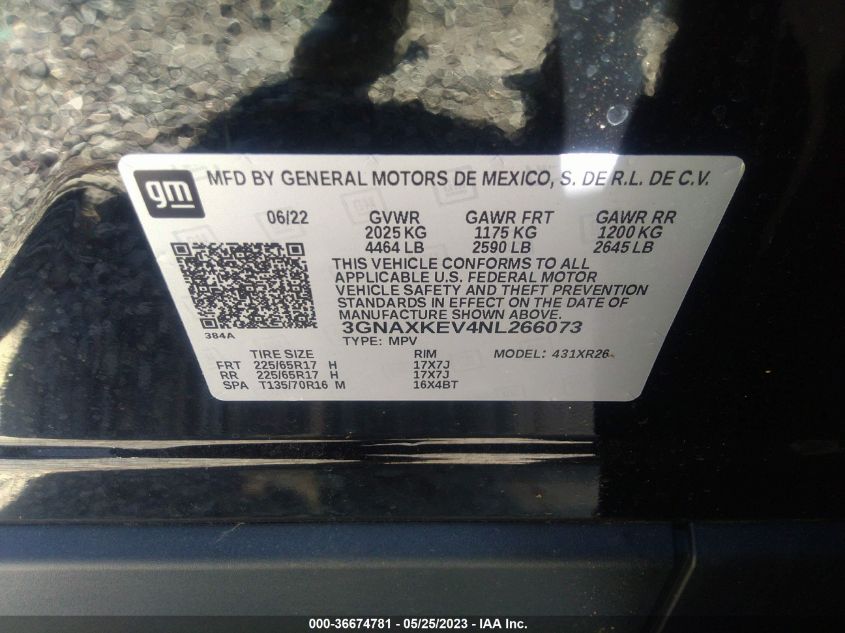 gm MFD BY GENERAL MOTORS DE MEXICO, S. DE R.L. DE C.V.
06/22 GVWR GAWR FRT GAWR RR
2025 KG 1175 KG 1200 KG
4464 LB 2590 LB 2645 LB
THIS VEHICLE CONFORMS TO ALL
APPLICABLE U.S. FEDERAL MOTOR
VEHICLE SAFETY AND THEFT PREVENTION
STANDARDS IN EFFECT ON THE DATE OF
MANUFACTURE SHOWN ABOVE.
384A 3GNAXKEV4NL266073
TYPE: MPV
TIRE SIZE RIM MODEL: 431XR26
FRT 225/65R17 H 17X7J
RR 225/65R17 H 17X7J
SPA T135/70R16 M 16X4BT
000-36674781 - 05/25/2023 - IAA Inc.